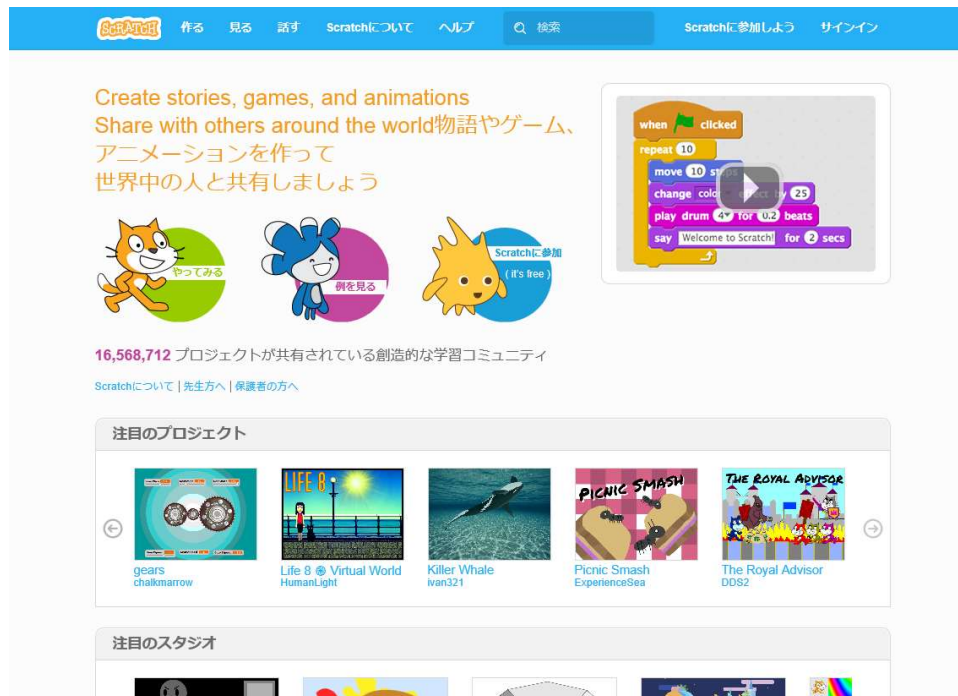 SCRATCH 作る 見る 話す Scratchについて ヘルプ 検索 Scratchに参加しよう サインイン
Create stories, games, and animations
Share with others around the world物語やゲーム、
アニメーションを作って
世界中の人と共有しましょう
when clicked
repeat 10
move 10 steps
change color effect by 25
play drum 4 for 0.2 beats
say Welcome to Scratch! for 2 secs
やってみる
例を見る
Scratchに参加
( it's free )
16,568,712 プロジェクトが共有されている創造的な学習コミュニティ
Scratchについて | 先生方へ | 保護者の方へ
注目のプロジェクト
LIFE 8
PICNIC SMASH
THE ROYAL ADVISOR
gears
chalkmarrow
Life 8 ֎ Virtual World
HumanLight
Killer Whale
ivan321
Picnic Smash
ExperienceSea
The Royal Advisor
DDS2
注目のスタジオ